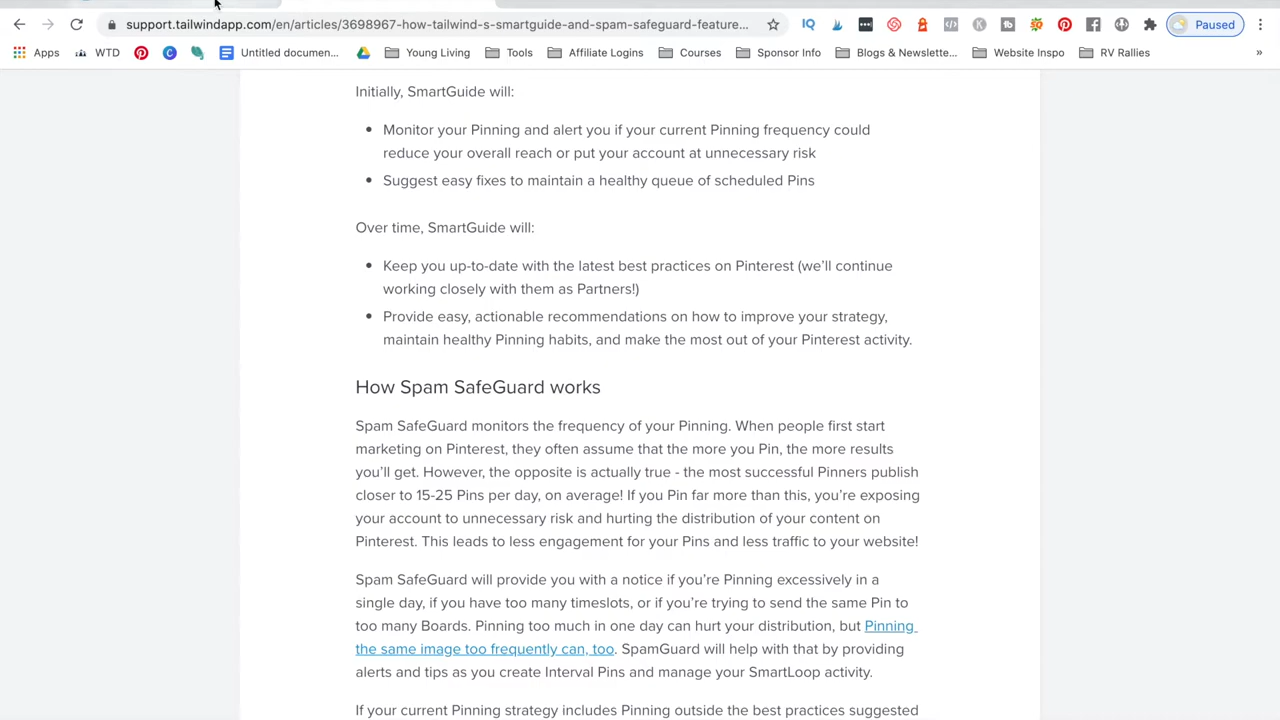 support.tailwindapp.com/en/articles/3698967-how-tailwind-s-smartguide-and-spam-safeguard-feature...
Paused
Apps
WTD
Untitled documen...
Young Living
Tools
Affiliate Logins
Courses
Sponsor Info
Blogs & Newslette...
Website Inspo
RV Rallies
»
Initially, SmartGuide will:
• Monitor your Pinning and alert you if your current Pinning frequency could
reduce your overall reach or put your account at unnecessary risk
• Suggest easy fixes to maintain a healthy queue of scheduled Pins
Over time, SmartGuide will:
• Keep you up-to-date with the latest best practices on Pinterest (we'll continue
working closely with them as Partners!)
• Provide easy, actionable recommendations on how to improve your strategy,
maintain healthy Pinning habits, and make the most out of your Pinterest activity.
How Spam SafeGuard works
Spam SafeGuard monitors the frequency of your Pinning. When people first start
marketing on Pinterest, they often assume that the more you Pin, the more results
you'll get. However, the opposite is actually true - the most successful Pinners publish
closer to 15-25 Pins per day, on average! If you Pin far more than this, you're exposing
your account to unnecessary risk and hurting the distribution of your content on
Pinterest. This leads to less engagement for your Pins and less traffic to your website!
Spam SafeGuard will provide you with a notice if you're Pinning excessively in a
single day, if you have too many timeslots, or if you're trying to send the same Pin to
too many Boards. Pinning too much in one day can hurt your distribution, but Pinning
the same image too frequently can, too. SpamGuard will help with that by providing
alerts and tips as you create Interval Pins and manage your SmartLoop activity.
If your current Pinning strategy includes Pinning outside the best practices suggested